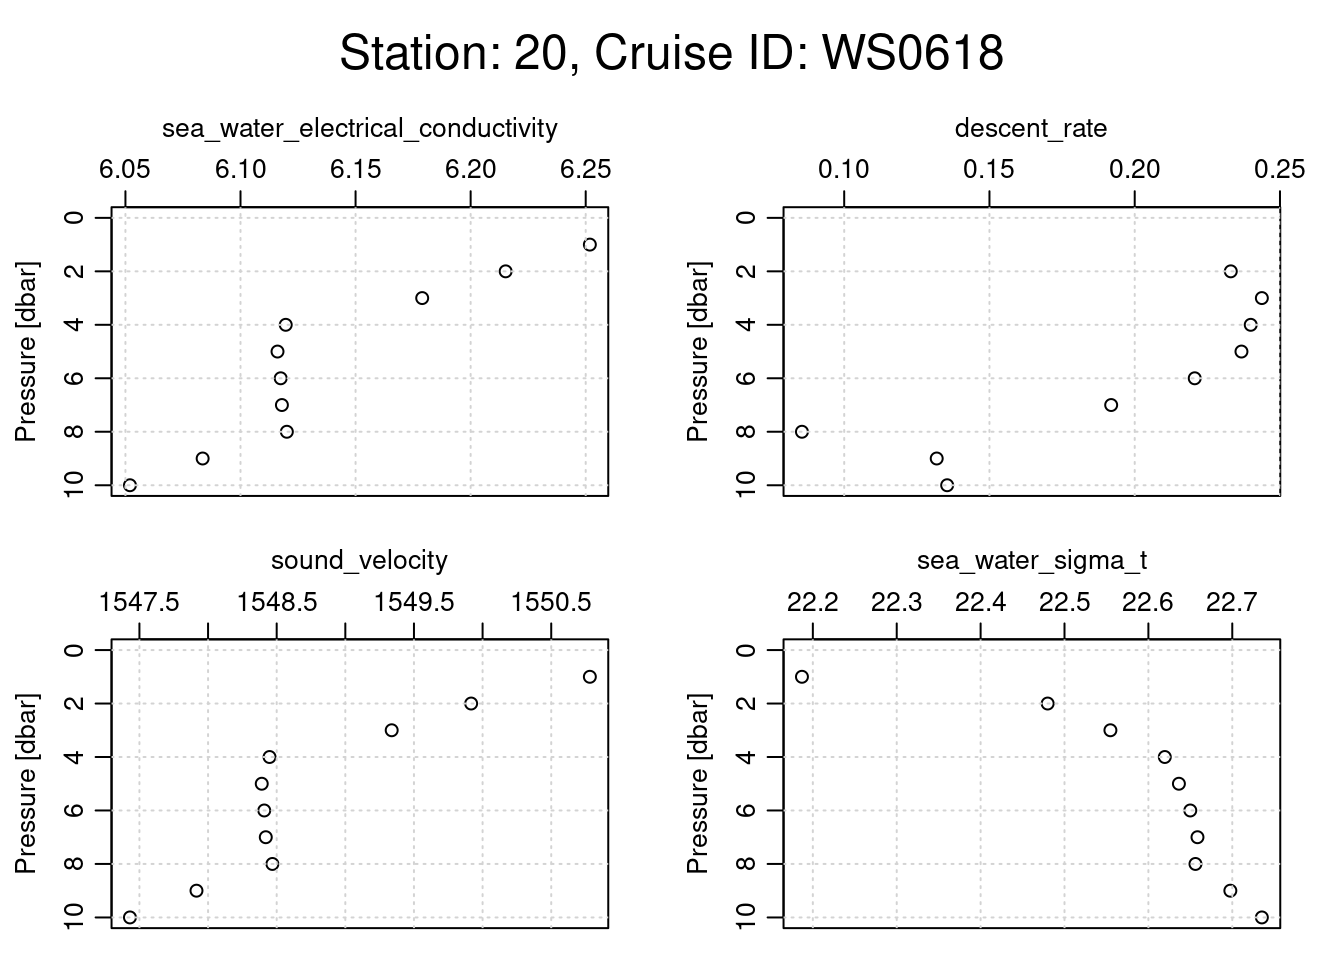 Station: 20, Cruise ID: WS0618
sea_water_electrical_conductivity
6.05 6.10 6.15 6.20 6.25
Pressure [dbar]
0
2
4
6
8
10
descent_rate
0.10 0.15 0.20 0.25
Pressure [dbar]
0
2
4
6
8
10
sound_velocity
1547.5 1548.5 1549.5 1550.5
Pressure [dbar]
0
2
4
6
8
10
sea_water_sigma_t
22.2 22.3 22.4 22.5 22.6 22.7
Pressure [dbar]
0
2
4
6
8
10